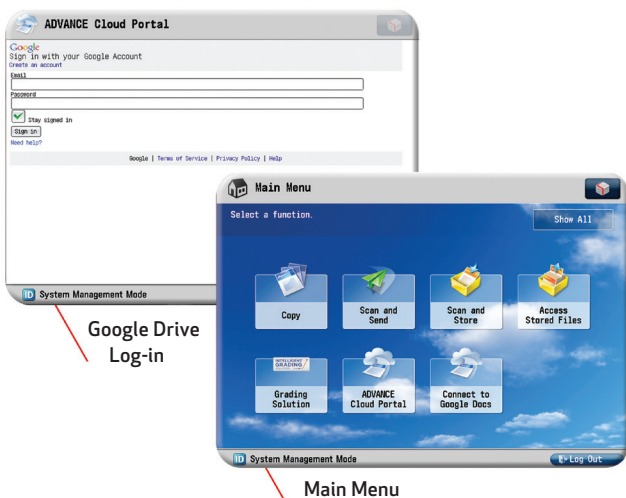 ADVANCE Cloud Portal
Google
Sign in with your Google Account
Create an account
Email
Password
Stay signed in
Sign in
Need help?
Google | Terms of Service | Privacy Policy | Help
ID System Management Mode
Google Drive
Log-in
Main Menu
Select a function.
Show All
Copy
Scan and
Send
Scan and
Store
Access
Stored Files
INTELLIGENT
GRADING
Grading
Solution
ADVANCE
Cloud Portal
Connect to
Google Docs
ID System Management Mode
Log Out
Main Menu